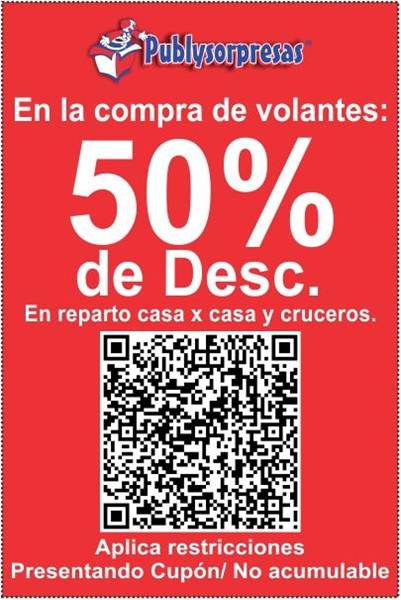 Publysorpresas
En la compra de volantes:
50%
de Desc.
En reparto casa x casa y cruceros.
Aplica restricciones
Presentando Cupón/ No acumulable